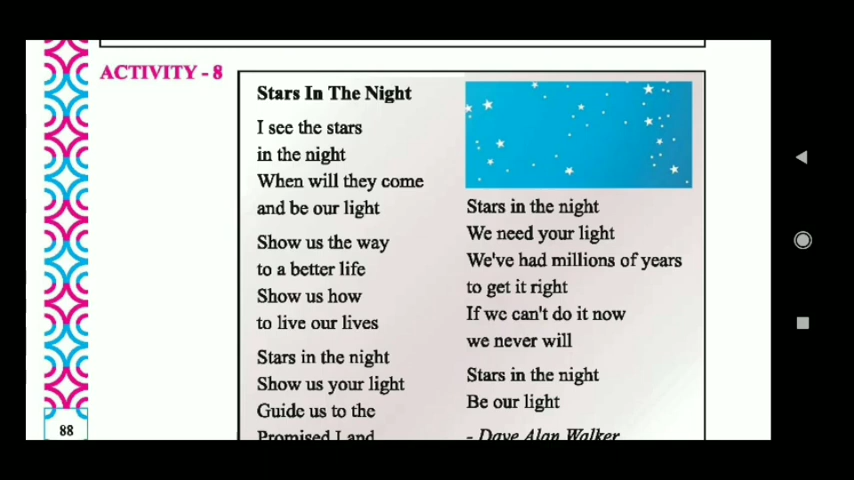 ACTIVITY - 8
Stars In The Night
I see the stars
in the night
When will they come
and be our light
Show us the way
to a better life
Show us how
to live our lives
Stars in the night
Show us your light
Guide us to the
Promised Land
Stars in the night
We need your light
We've had millions of years
to get it right
If we can't do it now
we never will
Stars in the night
Be our light
- Dave Alan Walker
88